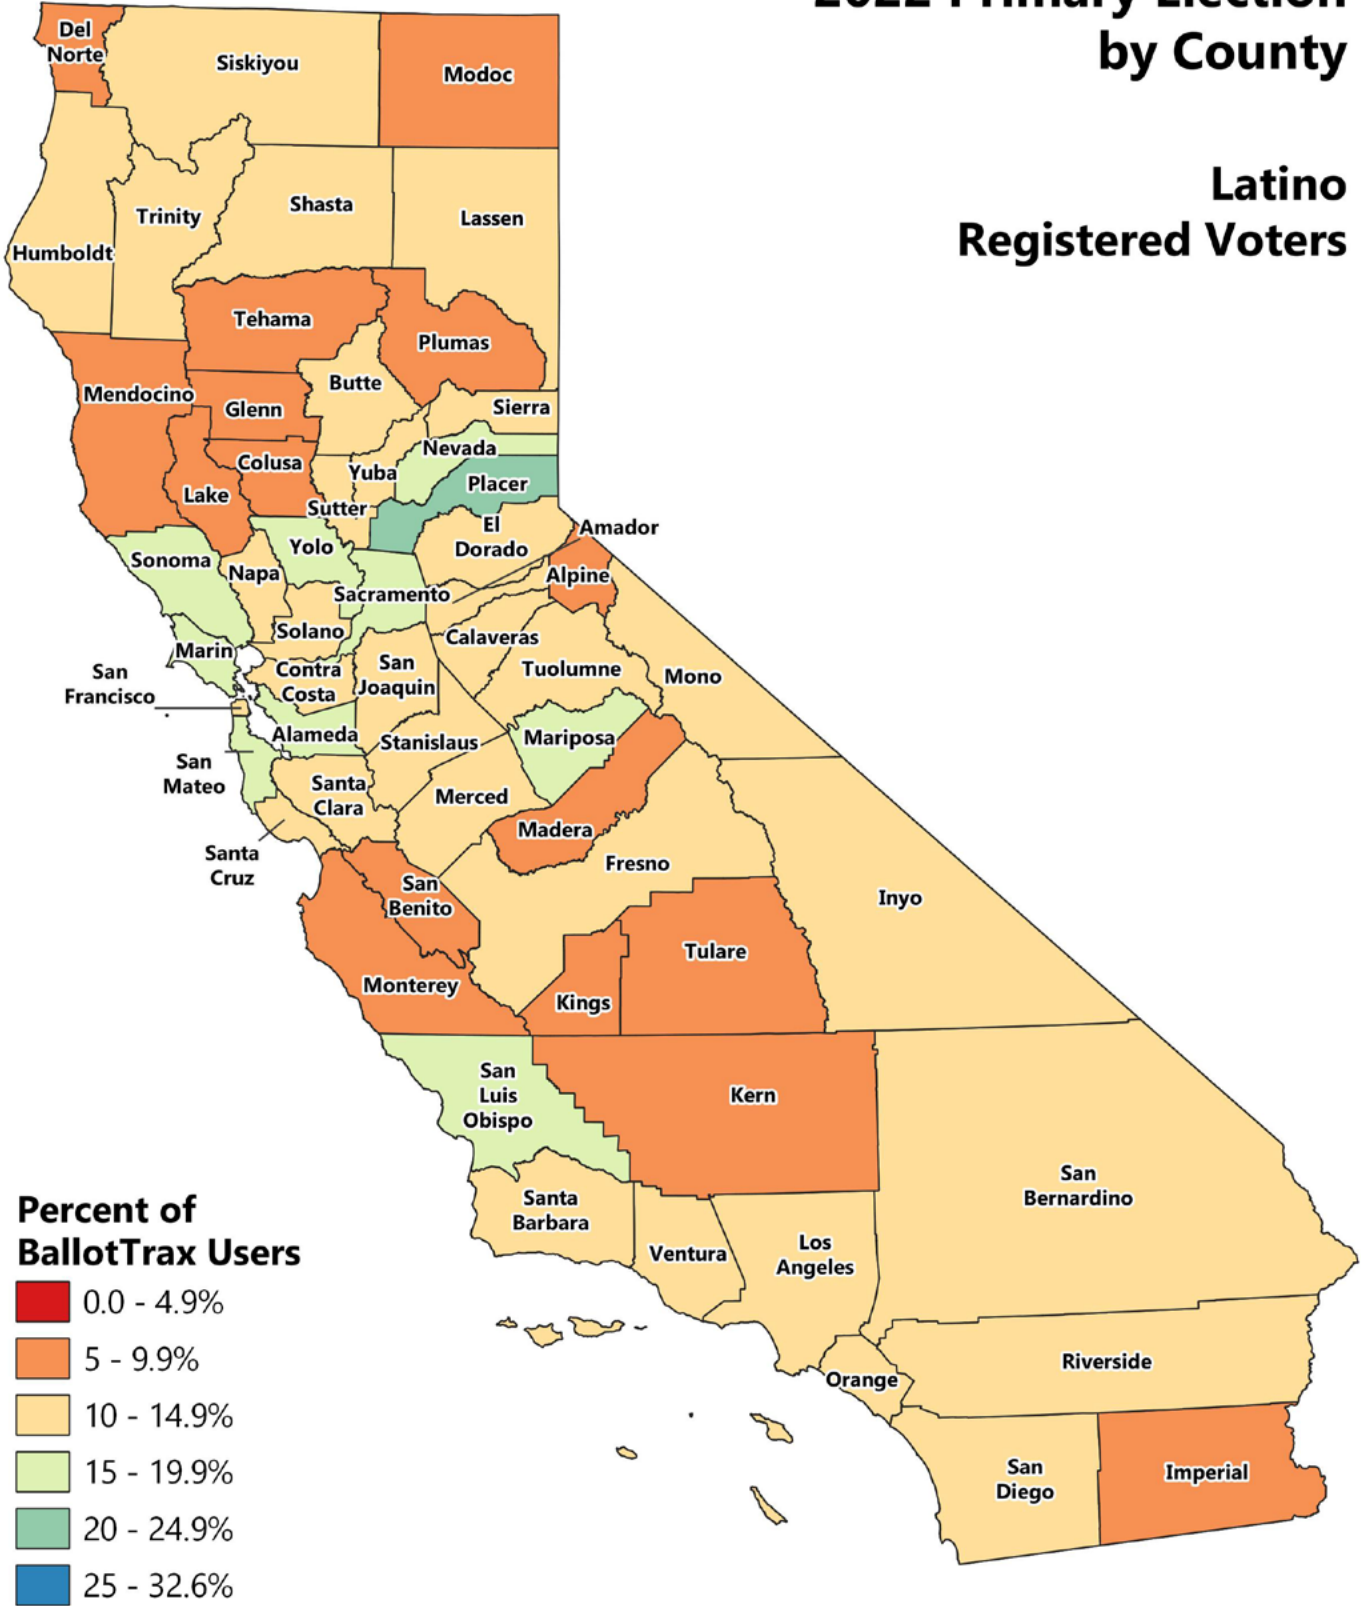 2022 Primary Election
by County
Latino
Registered Voters
Del
Norte
Siskiyou
Modoc
Trinity
Shasta
Lassen
Humboldt
Tehama
Plumas
Mendocino
Butte
Glenn
Sierra
Nevada
Colusa
Yuba
Placer
Lake
Sutter
El
Dorado
Amador
Sonoma
Yolo
Napa
Alpine
Sacramento
Solano
Calaveras
Marin
Contra
Costa
San
Joaquin
Tuolumne
Mono
San
Francisco
Alameda
Stanislaus
Mariposa
San
Mateo
Santa
Clara
Merced
Madera
Santa
Cruz
Fresno
San
Benito
Inyo
Tulare
Monterey
Kings
San
Luis
Obispo
Kern
San
Bernardino
Santa
Barbara
Ventura
Los
Angeles
Riverside
Orange
San
Diego
Imperial
Percent of
BallotTrax Users
0.0 - 4.9%
5 - 9.9%
10 - 14.9%
15 - 19.9%
20 - 24.9%
25 - 32.6%